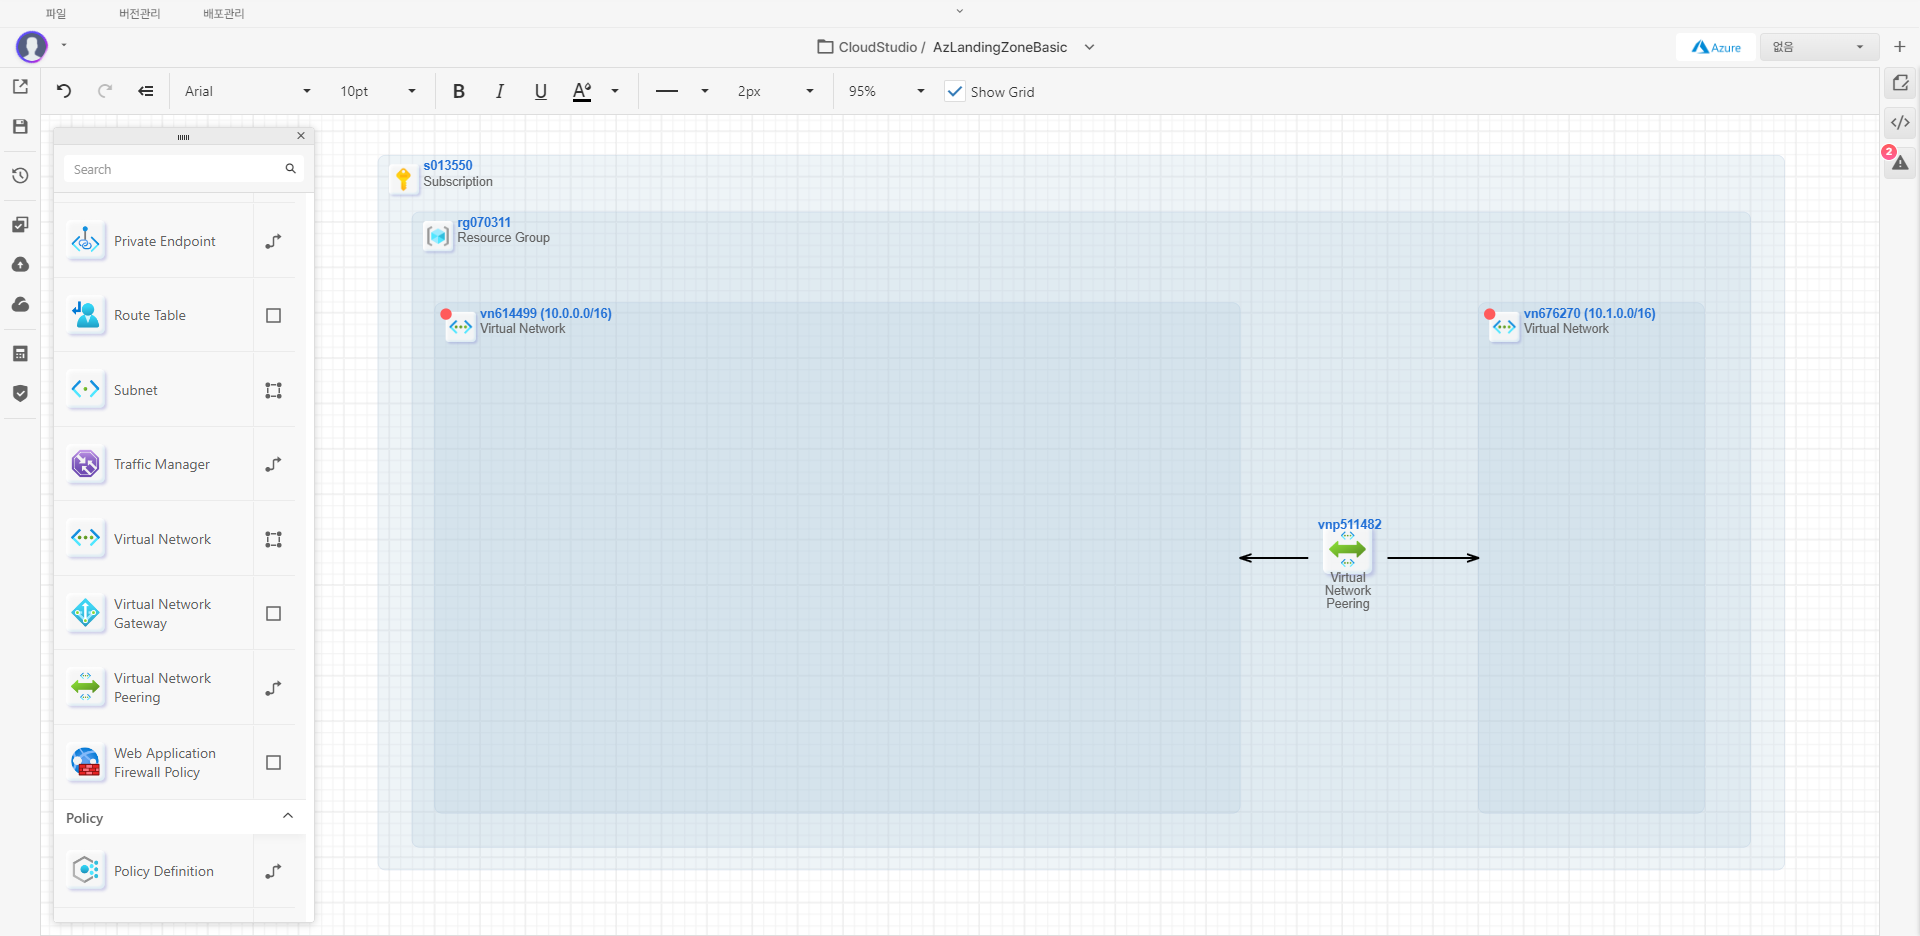 파일 버전관리 배포관리
CloudStudio / AzLandingZoneBasic
Azure 없음
Arial 10pt B I U A 2px 95% Show Grid
2
Search
Private Endpoint
Route Table
Subnet
Traffic Manager
Virtual Network
Virtual Network
Gateway
Virtual Network
Peering
Web Application
Firewall Policy
Policy
Policy Definition
s013550
Subscription
rg070311
Resource Group
vn614499 (10.0.0.0/16)
Virtual Network
vnp511482
Virtual
Network
Peering
vn676270 (10.1.0.0/16)
Virtual Network